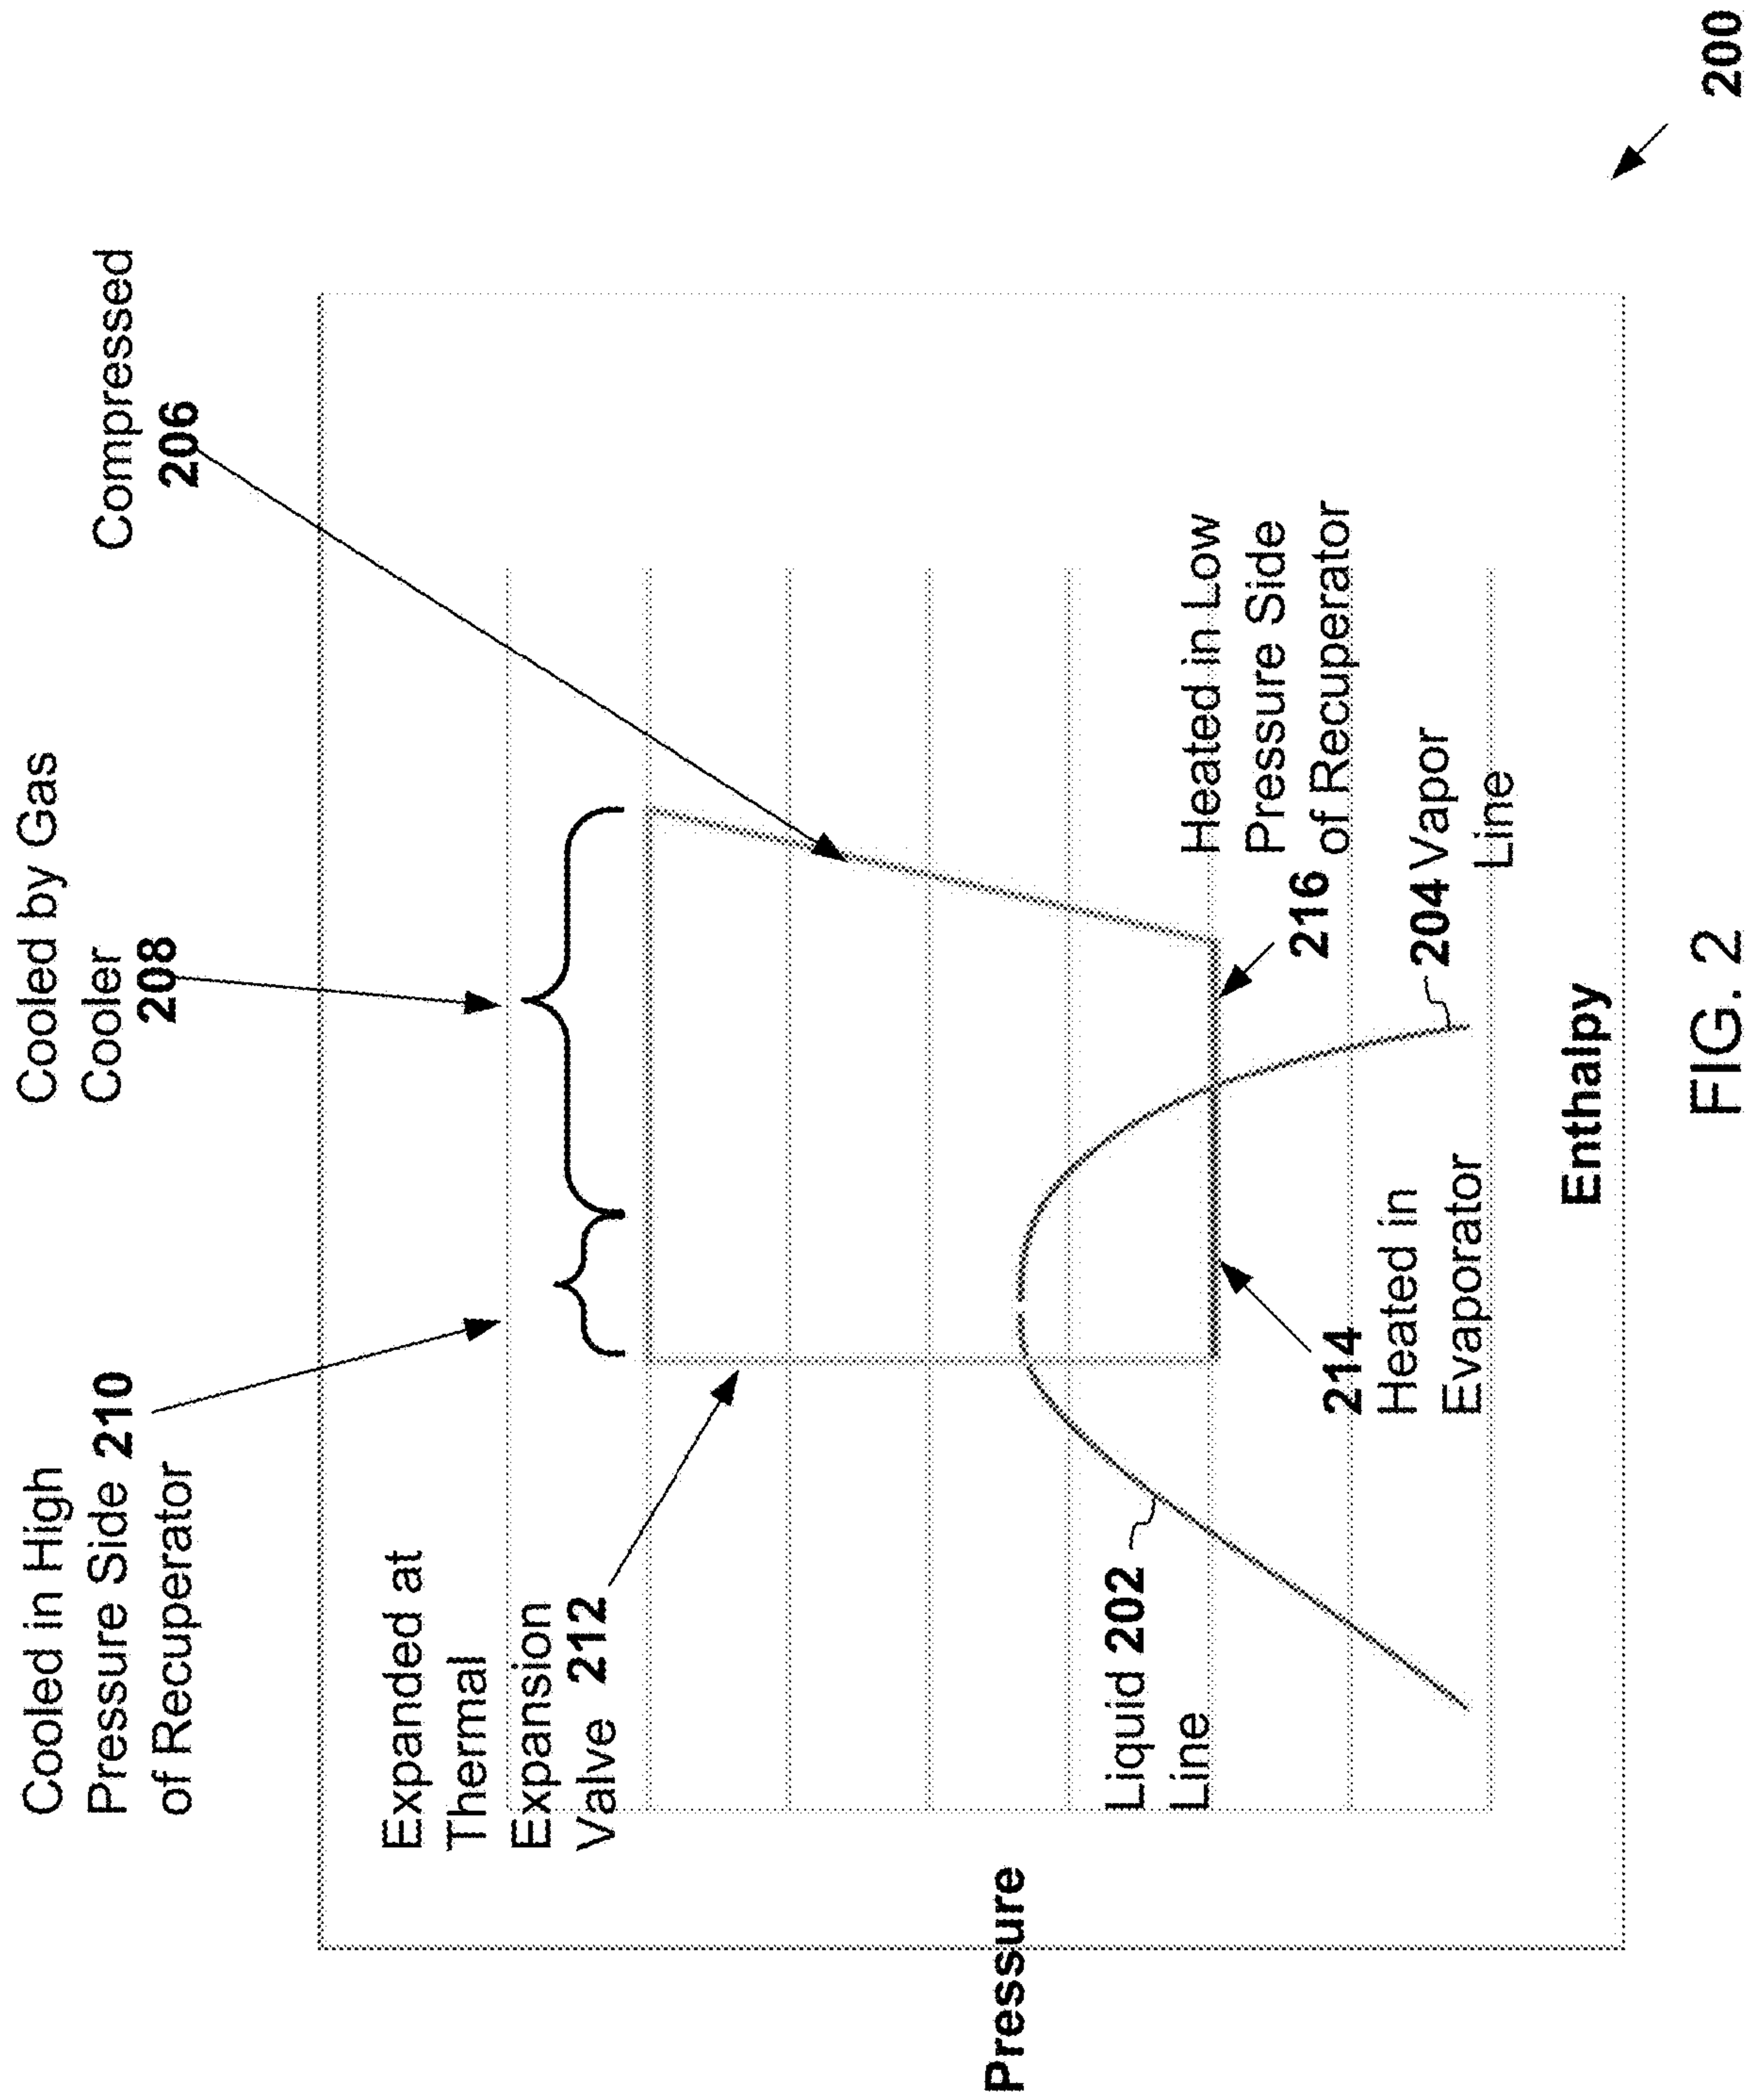 Cooled in High
Pressure Side 210
of Recuperator
Cooled by Gas
Cooler
208
Compressed
206
Expanded at
Thermal
Expansion
Valve 212
Pressure
Liquid 202
Line
214
Heated in
Evaporator
Heated in Low
Pressure Side
216 of Recuperator
204 Vapor
Line
Enthalpy
FIG. 2
200